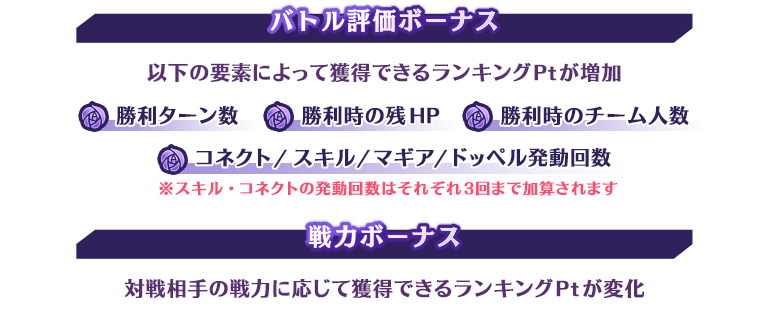 バトル評価ボーナス
以下の要素によって獲得できるランキングPtが増加
勝利ターン数 勝利時の残HP 勝利時のチーム人数
コネクト/スキル/マギア/ドッペル発動回数
※スキル・コネクトの発動回数はそれぞれ3回まで加算されます
戦力ボーナス
対戦相手の戦力に応じて獲得できるランキングPtが変化